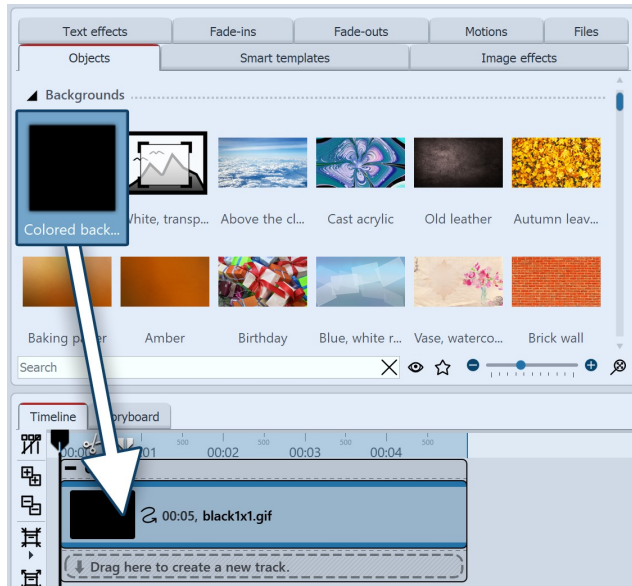 Text effects Fade-ins Fade-outs Motions Files
Objects Smart templates Image effects
Backgrounds
Colored back... White, transp... Above the cl... Cast acrylic Old leather Autumn leav...
Baking paper Amber Birthday Blue, white r... Vase, waterco... Brick wall
Search
Timeline Storyboard
500 500 500 500
00:02 00:03 00:04
00:05, black1x1.gif
Drag here to create a new track.